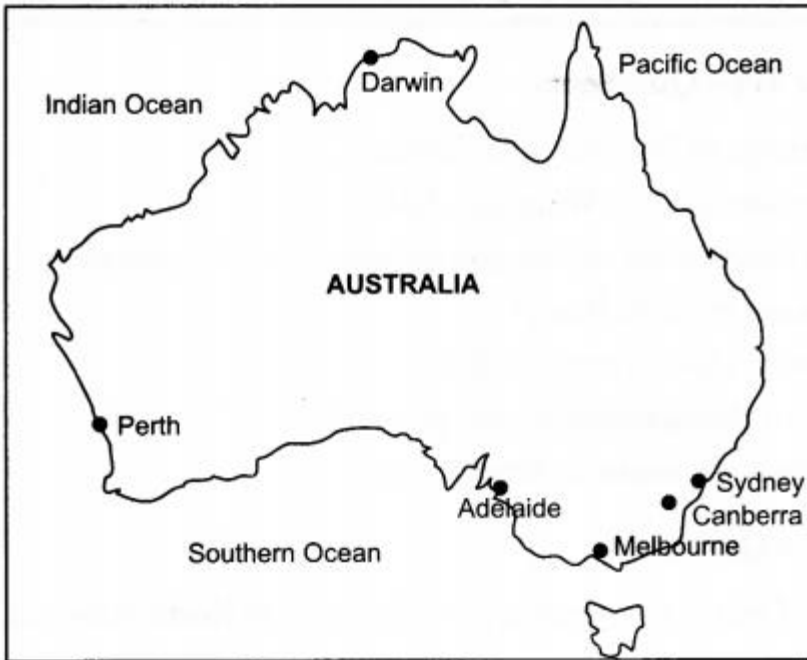 Pacific Ocean
Darwin
Indian Ocean
AUSTRALIA
Perth
Sydney
Adelaide
Canberra
Melbourne
Southern Ocean